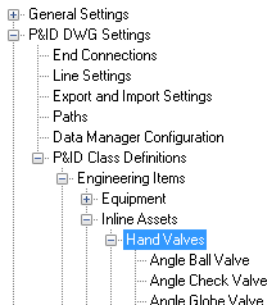 General Settings
P&ID DWG Settings
End Connections
Line Settings
Export and Import Settings
Paths
Data Manager Configuration
P&ID Class Definitions
Engineering Items
Equipment
Inline Assets
Hand Valves
Angle Ball Valve
Angle Check Valve
Angle Globe Valve